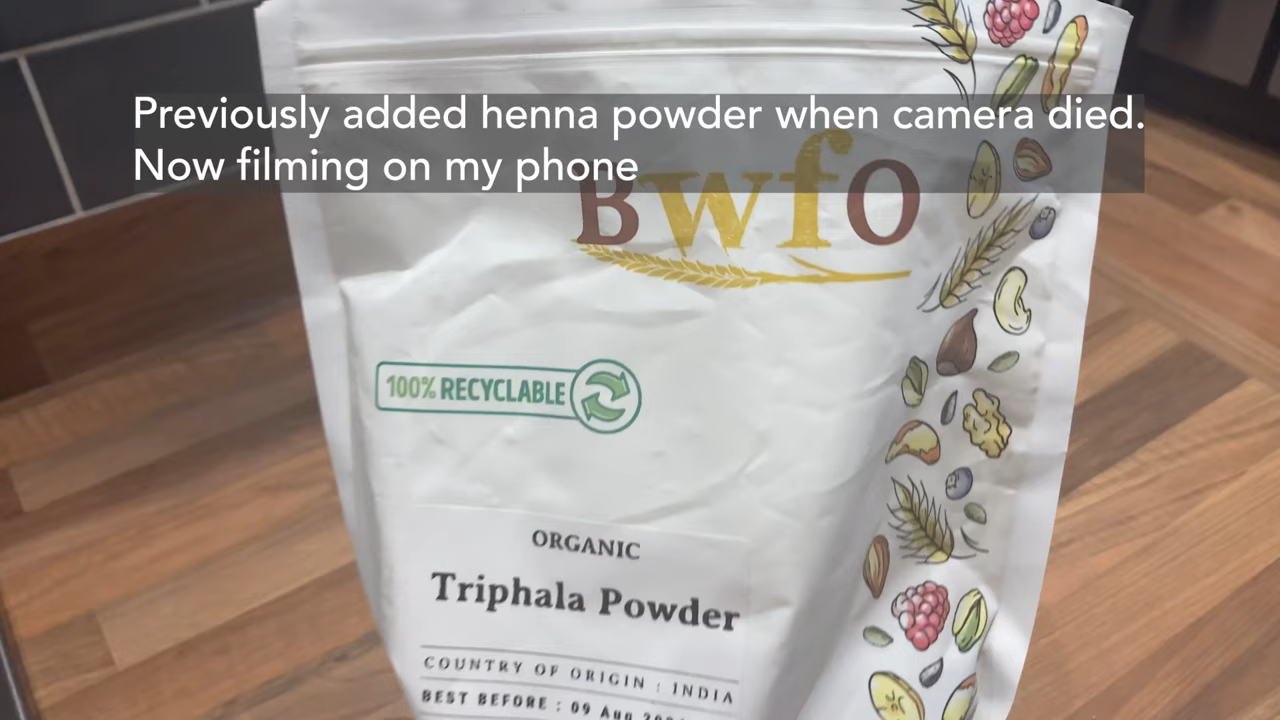 Previously added henna powder when camera died.
Now filming on my phone
BwfO
100% RECYCLABLE
ORGANIC
Triphala Powder
COUNTRY OF ORIGIN : INDIA
BEST BEFORE : 09 Aug